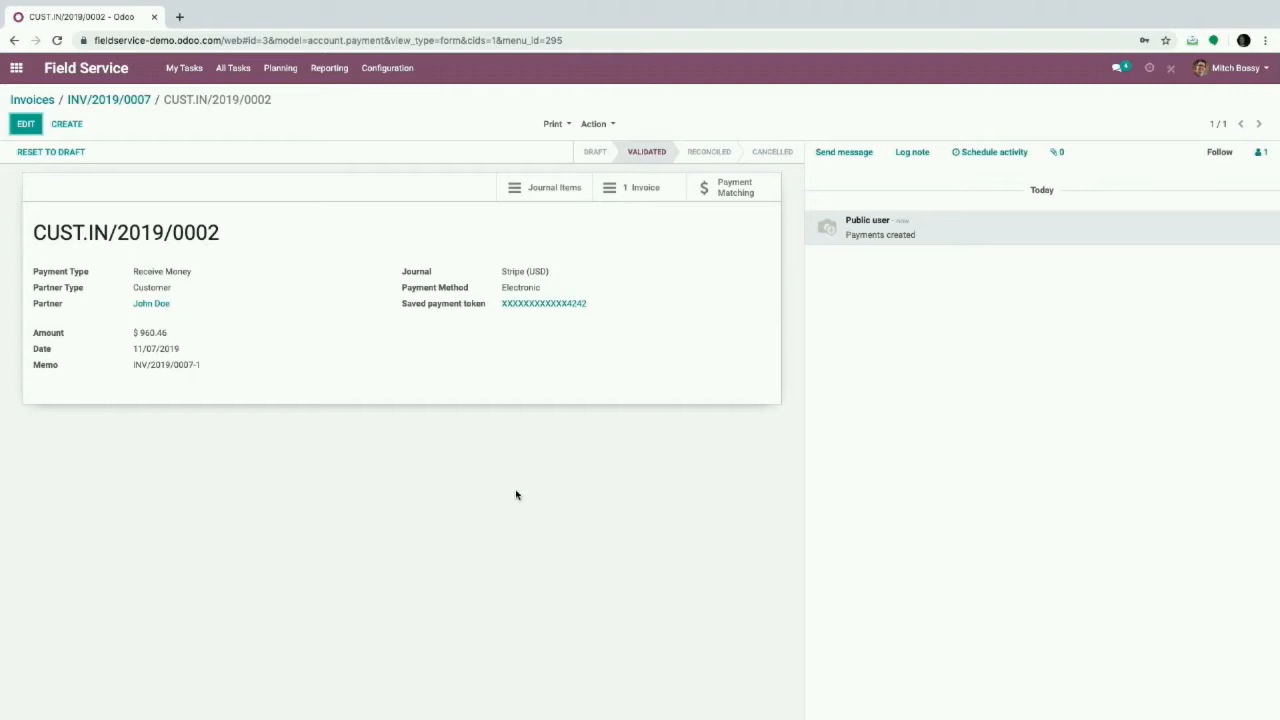 CUST.IN/2019/0002 - Odoo
fieldservice-demo.odoo.com/web#id=3&model=account.payment&view_type=form&cids=1&menu_id=295
Field Service My Tasks All Tasks Planning Reporting Configuration 4 Mitch Bossy
Invoices / INV/2019/0007 / CUST.IN/2019/0002
EDIT CREATE Print Action 1 / 1
RESET TO DRAFT DRAFT VALIDATED RECONCILED CANCELLED Send message Log note Schedule activity 0 Follow 1
Journal Items 1 Invoice Payment Matching
Today
CUST.IN/2019/0002
Public user - now
Payments created
Payment Type Receive Money Journal Stripe (USD)
Partner Type Customer Payment Method Electronic
Partner John Doe Saved payment token XXXXXXXXXXXX4242
Amount $ 960.46
Date 11/07/2019
Memo INV/2019/0007-1